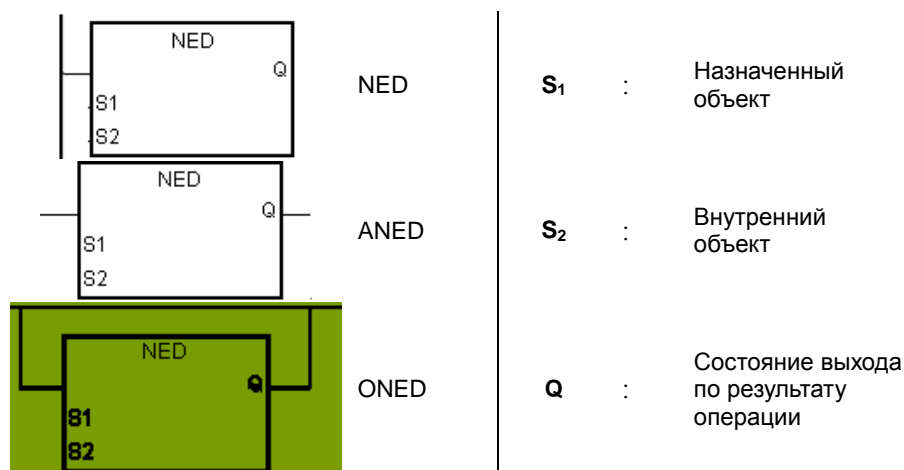 NED
Q
S1
S2
NED
S₁ :
Назначенный
объект
NED
Q
S1
S2
ANED
S₂ :
Внутренний
объект
NED
Q
S1
S2
ONED
Q :
Состояние выхода
по результату
операции